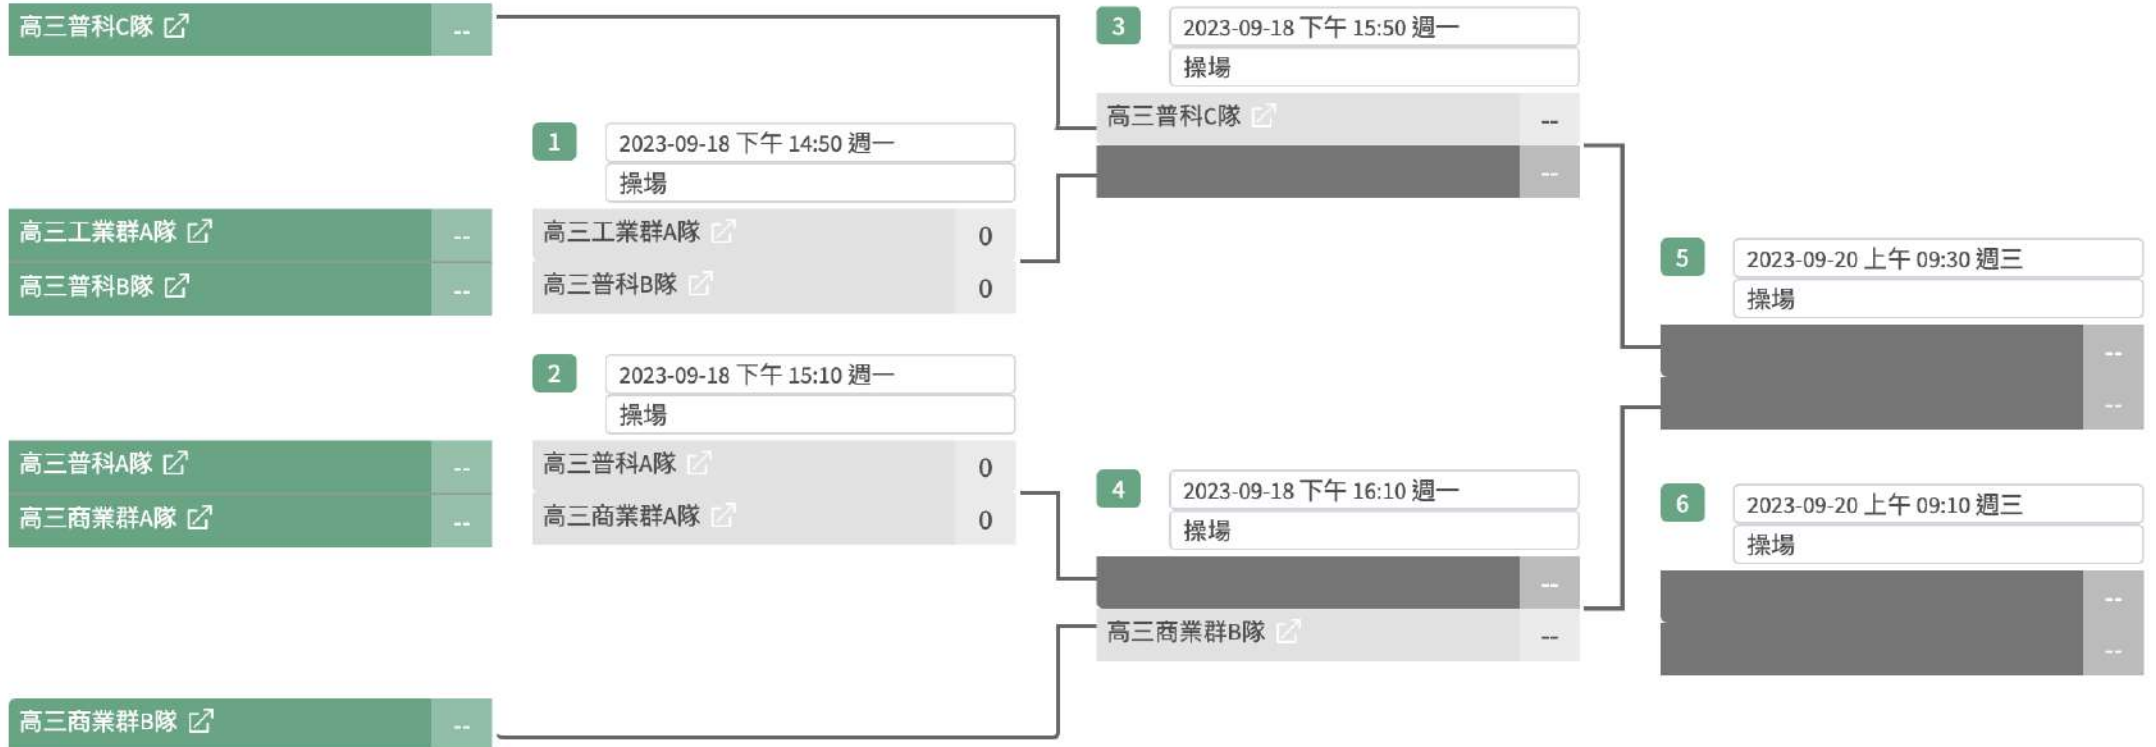 高三普科C隊 --
高三工業群A隊 --
高三普科B隊 --
高三普科A隊 --
高三商業群A隊 --
高三商業群B隊 --
1 2023-09-18 下午 14:50 週一
操場
高三工業群A隊 0
高三普科B隊 0
2 2023-09-18 下午 15:10 週一
操場
高三普科A隊 0
高三商業群A隊 0
3 2023-09-18 下午 15:50 週一
操場
高三普科C隊 --
--
4 2023-09-18 下午 16:10 週一
操場
--
高三商業群B隊 --
5 2023-09-20 上午 09:30 週三
操場
--
--
6 2023-09-20 上午 09:10 週三
操場
--
--